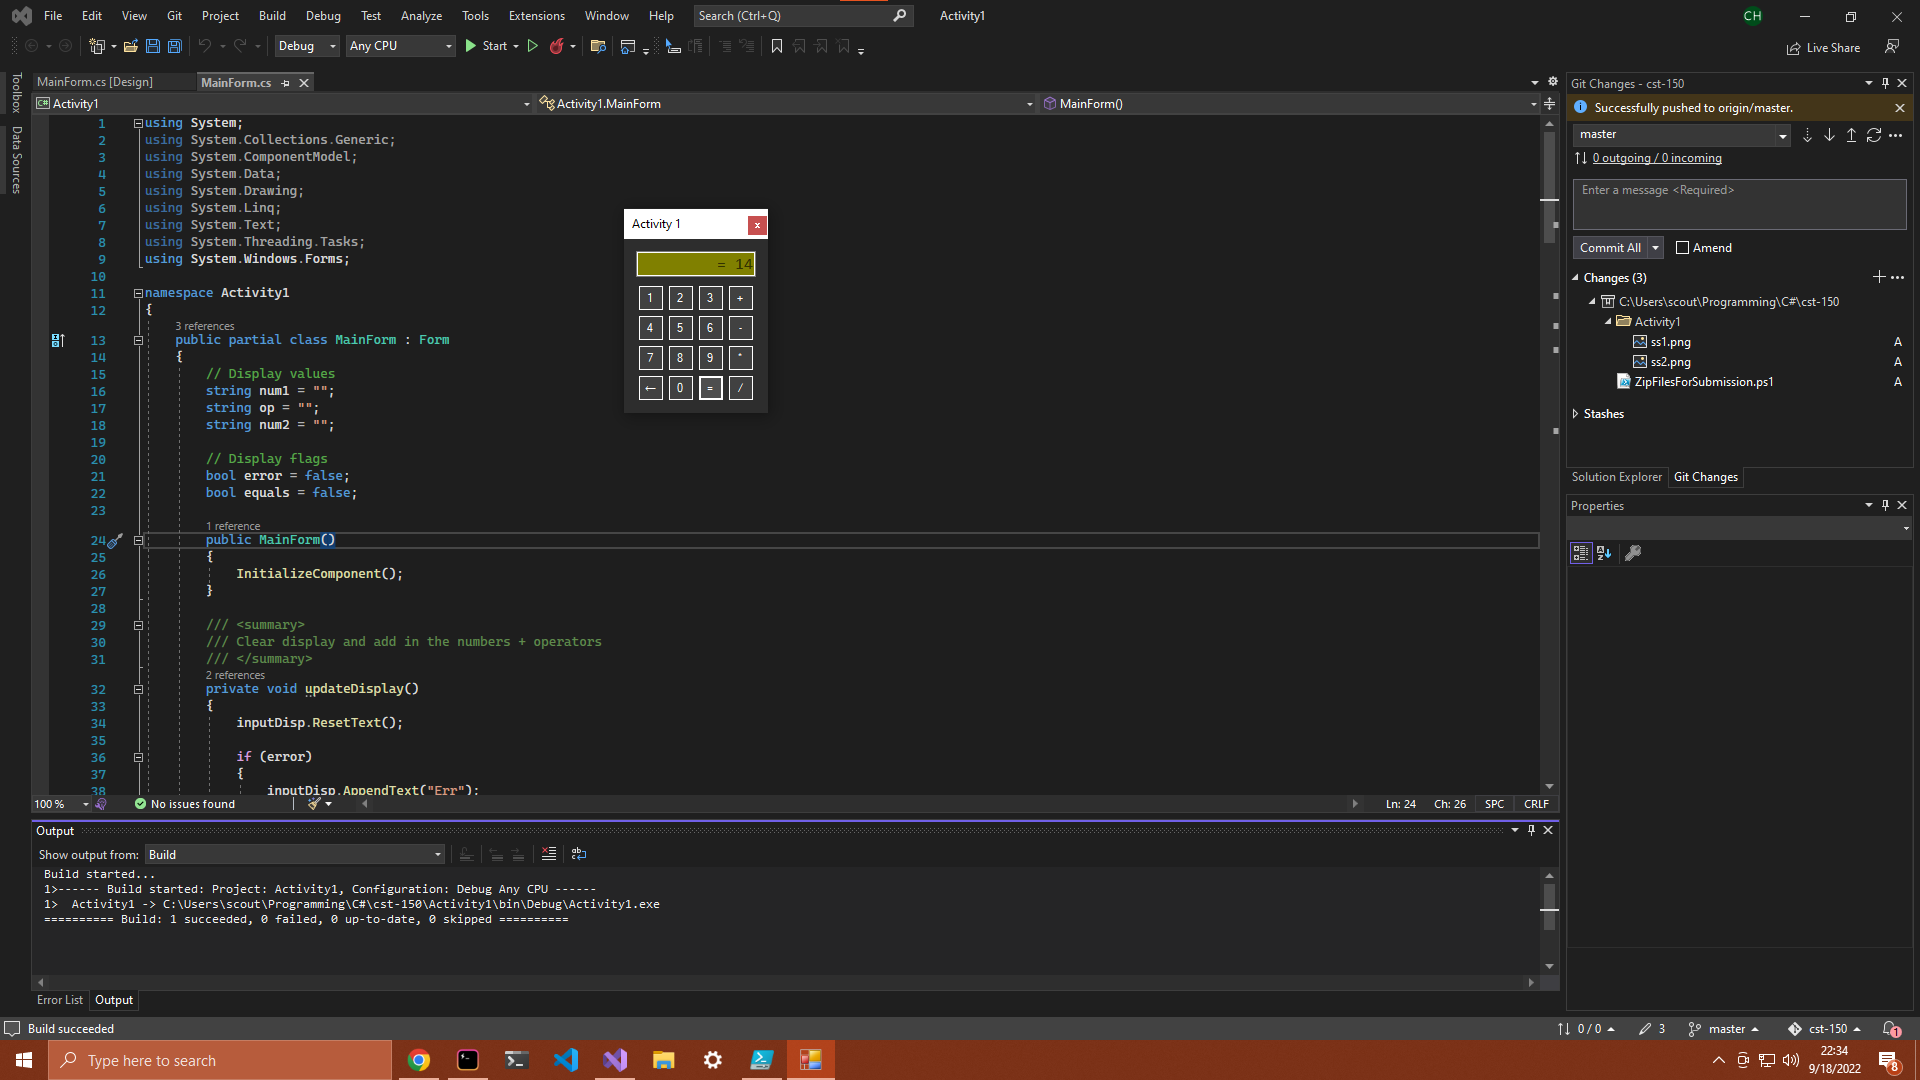 File Edit View Git Project Build Debug Test Analyze Tools Extensions Window Help Search (Ctrl+Q) Activity1 CH
Debug Any CPU Start Live Share
Toolbox
Data Sources
MainForm.cs [Design] MainForm.cs
C# Activity1 Activity1.MainForm MainForm()
1 using System;
2 using System.Collections.Generic;
3 using System.ComponentModel;
4 using System.Data;
5 using System.Drawing;
6 using System.Linq;
7 using System.Text;
8 using System.Threading.Tasks;
9 using System.Windows.Forms;
10
11 namespace Activity1
12 {
3 references
13 public partial class MainForm : Form
14 {
15 // Display values
16 string num1 = "";
17 string op = "";
18 string num2 = "";
19
20 // Display flags
21 bool error = false;
22 bool equals = false;
23
1 reference
24 public MainForm()
25 {
26 InitializeComponent();
27 }
28
29 /// <summary>
30 /// Clear display and add in the numbers + operators
31 /// </summary>
2 references
32 private void updateDisplay()
33 {
34 inputDisp.ResetText();
35
36 if (error)
37 {
38 inputDisp.AppendText("Err");
Activity 1 x
= 14
1 2 3 +
4 5 6 -
7 8 9 *
← 0 = /
100 % No issues found Ln: 24 Ch: 26 SPC CRLF
Output
Show output from: Build
Build started...
1>------ Build started: Project: Activity1, Configuration: Debug Any CPU ------
1>  Activity1 -> C:\Users\scout\Programming\C#\cst-150\Activity1\bin\Debug\Activity1.exe
========== Build: 1 succeeded, 0 failed, 0 up-to-date, 0 skipped ==========
Error List Output
Git Changes - cst-150
Successfully pushed to origin/master.
master
0 outgoing / 0 incoming
Enter a message <Required>
Commit All Amend
Changes (3)
C:\Users\scout\Programming\C#\cst-150
Activity1
ss1.png A
ss2.png A
ZipFilesForSubmission.ps1 A
Stashes
Solution Explorer Git Changes
Properties
Build succeeded 0 / 0 3 master cst-150 1
Type here to search 22:34
9/18/2022 8